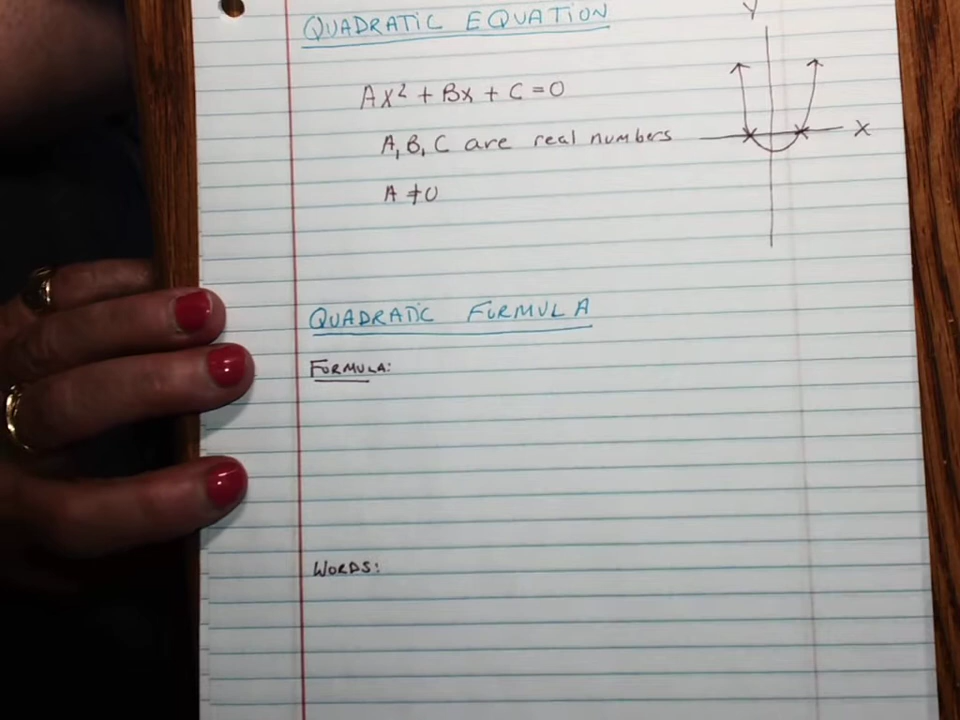 QUADRATIC EQUATION
Y
Ax² + Bx + C = 0
A, B, C are real numbers
X
A ≠ 0
QUADRATIC FORMULA
FORMULA:
WORDS: